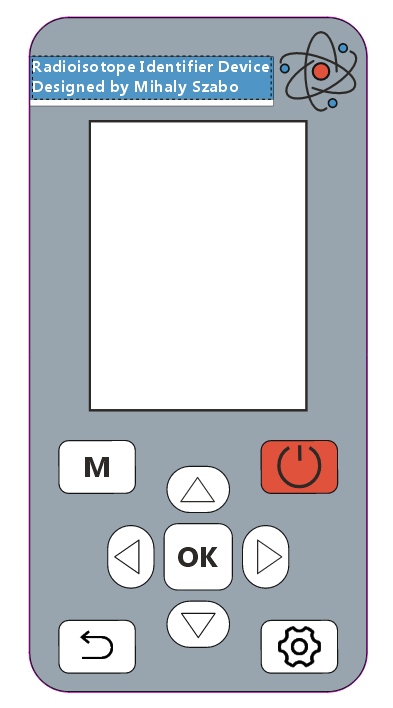 Radioisotope Identifier Device
Designed by Mihaly Szabo
M
OK